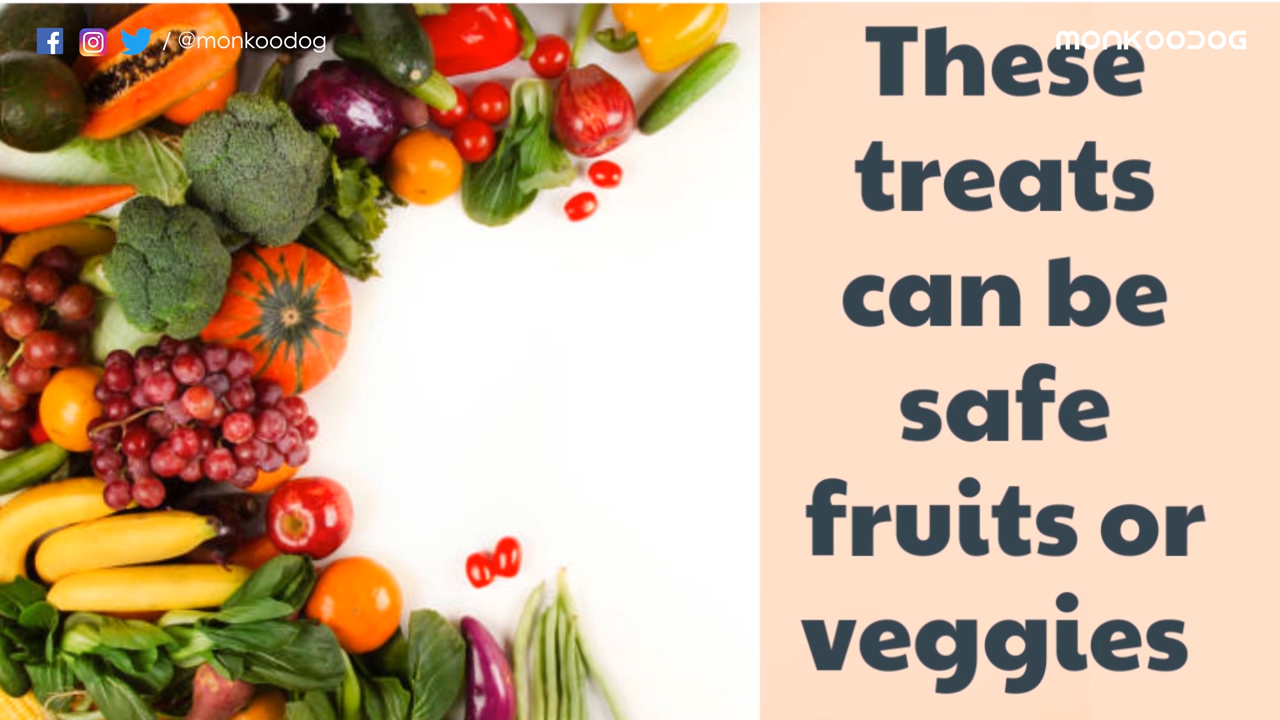 / @monkoodog
MONKOODOG
These
treats
can be
safe
fruits or
veggies